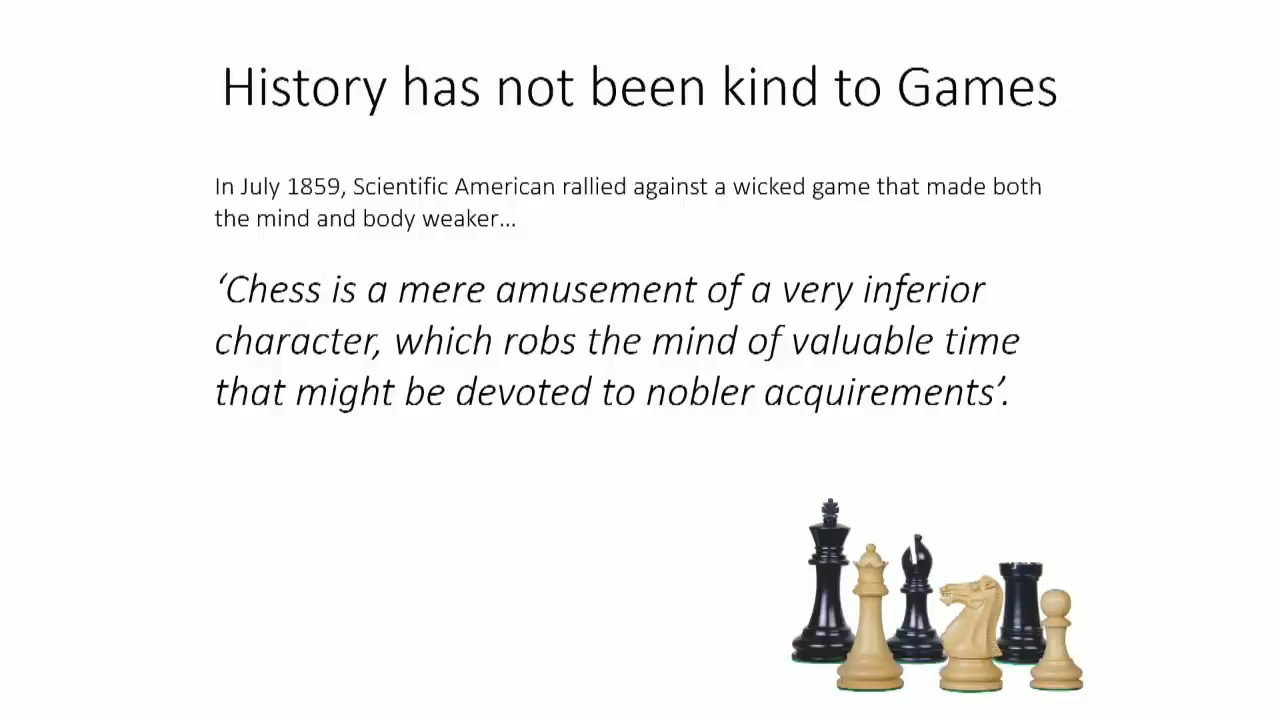 History has not been kind to Games
In July 1859, Scientific American rallied against a wicked game that made both
the mind and body weaker...
‘Chess is a mere amusement of a very inferior
character, which robs the mind of valuable time
that might be devoted to nobler acquirements’.